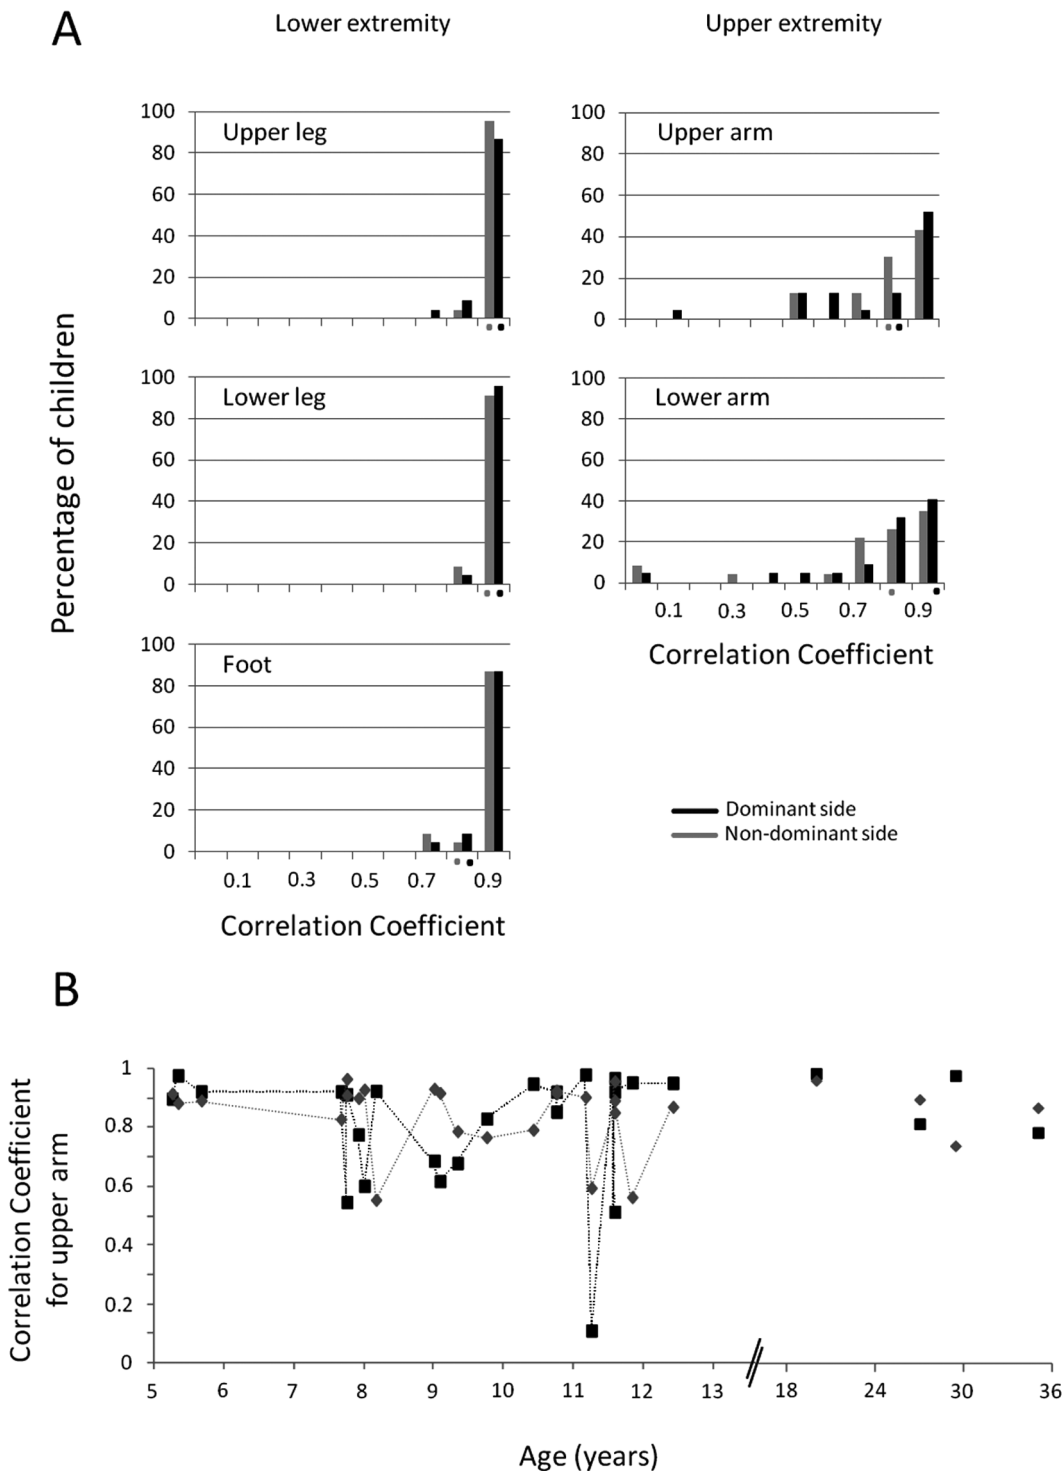 A
Lower extremity
Upper extremity
Percentage of children
100
80
60
40
20
0
Upper leg
100
80
60
40
20
0
Upper arm
100
80
60
40
20
0
Lower leg
100
80
60
40
20
0
Lower arm
0.1 0.3 0.5 0.7 0.9
Correlation Coefficient
100
80
60
40
20
0
Foot
0.1 0.3 0.5 0.7 0.9
Correlation Coefficient
Dominant side
Non-dominant side
B
Correlation Coefficient
for upper arm
1
0.8
0.6
0.4
0.2
0
5 6 7 8 9 10 11 12 13 18 24 30 36
Age (years)